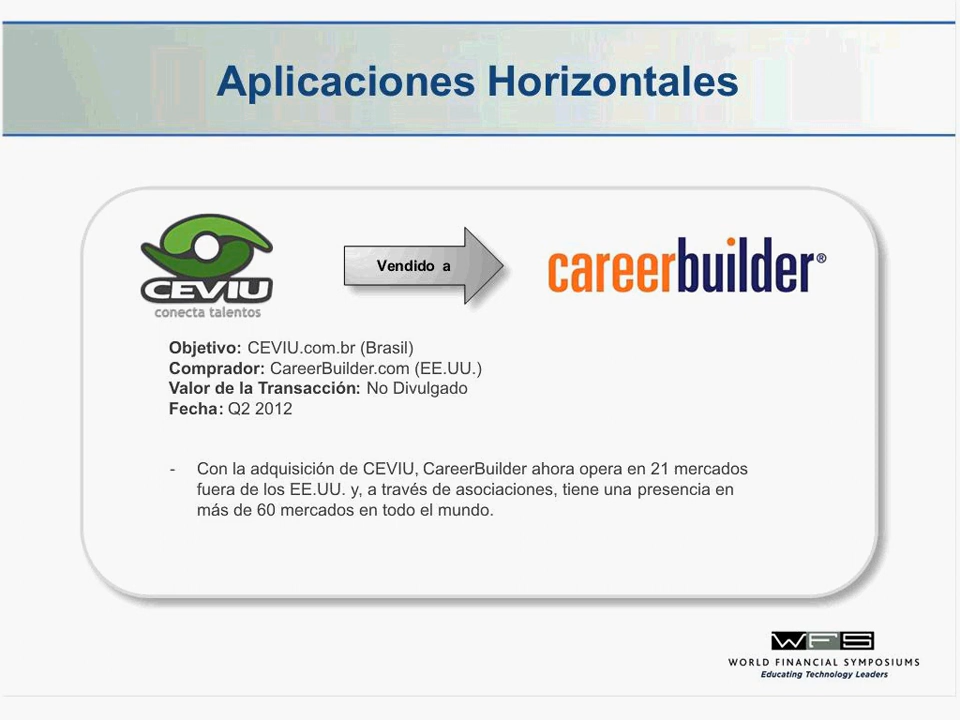 Aplicaciones Horizontales
CEVIU
conecta talentos
Vendido a
careerbuilder®
Objetivo: CEVIU.com.br (Brasil)
Comprador: CareerBuilder.com (EE.UU.)
Valor de la Transacción: No Divulgado
Fecha: Q2 2012
- Con la adquisición de CEVIU, CareerBuilder ahora opera en 21 mercados
fuera de los EE.UU. y, a través de asociaciones, tiene una presencia en
más de 60 mercados en todo el mundo.
WFS
WORLD FINANCIAL SYMPOSIUMS
Educating Technology Leaders